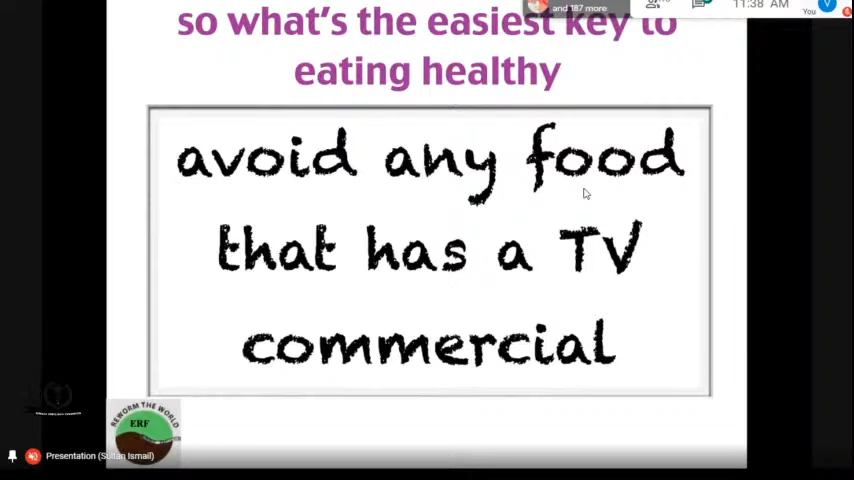 so what's the easiest key to
eating healthy
avoid any food
that has a TV
commercial
and 187 more
11:38 AM
You
V
REWORM THE WORLD
ERF
Presentation (Sultan Ismail)